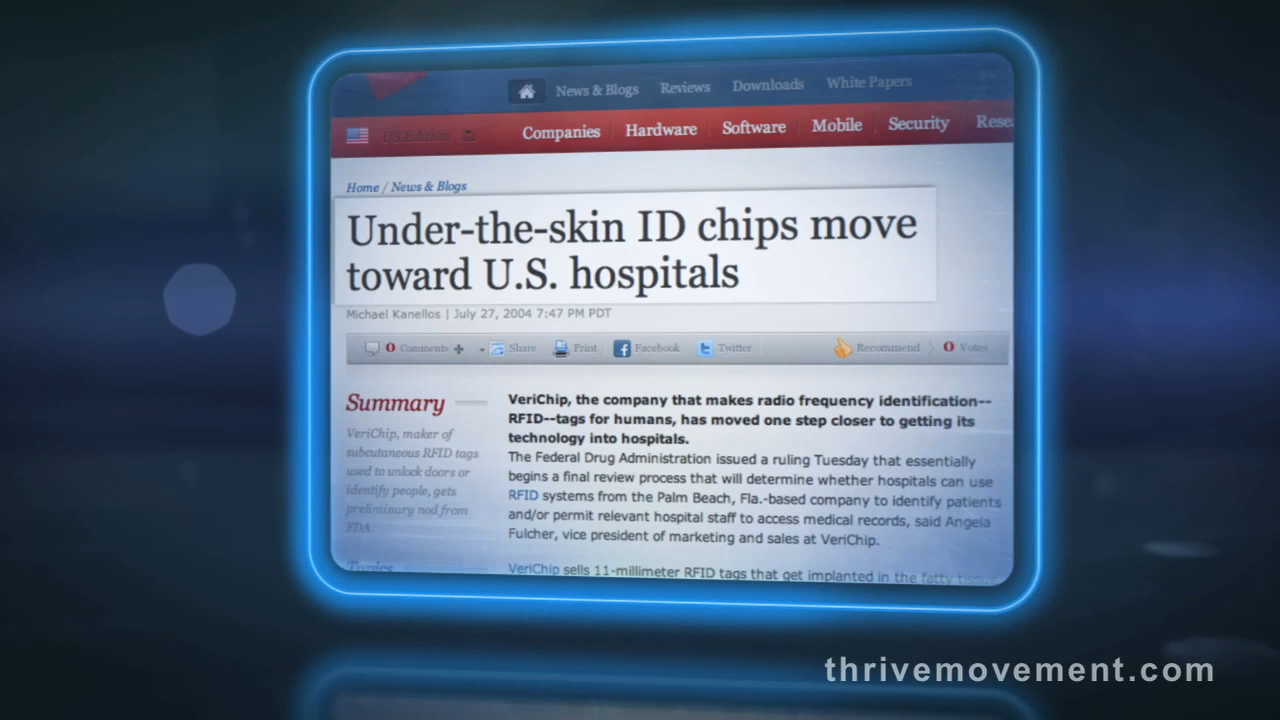 News & Blogs Reviews Downloads White Papers
US Edition Companies Hardware Software Mobile Security
Home / News & Blogs
Under-the-skin ID chips move
toward U.S. hospitals
Michael Kanellos | July 27, 2004 7:47 PM PDT
0 Comments + Share Print Facebook Twitter Recommend 0 Votes
Summary
VeriChip, maker of
subcutaneous RFID tags
used to unlock doors or
identify people, gets
preliminary nod from
FDA.
Topics
VeriChip, the company that makes radio frequency identification--
RFID--tags for humans, has moved one step closer to getting its
technology into hospitals.
The Federal Drug Administration issued a ruling Tuesday that essentially
begins a final review process that will determine whether hospitals can use
RFID systems from the Palm Beach, Fla.-based company to identify patients
and/or permit relevant hospital staff to access medical records, said Angela
Fulcher, vice president of marketing and sales at VeriChip.
VeriChip sells 11-millimeter RFID tags that get implanted in the fatty tissue
thrivemovement.com